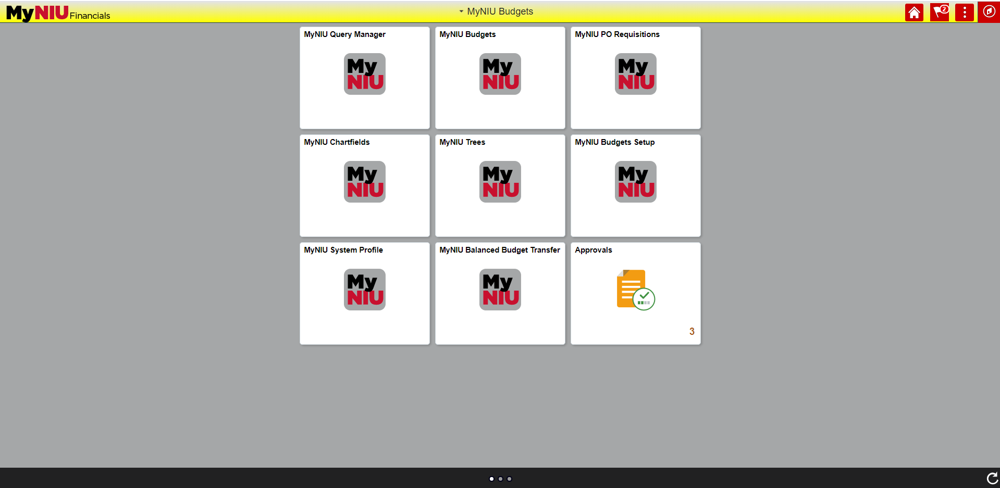 MyNIU Financials
MyNIU Budgets
2
MyNIU Query Manager
MyNIU Budgets
MyNIU PO Requisitions
My
NIU
My
NIU
My
NIU
MyNIU Chartfields
MyNIU Trees
MyNIU Budgets Setup
My
NIU
My
NIU
My
NIU
MyNIU System Profile
MyNIU Balanced Budget Transfer
Approvals
My
NIU
My
NIU
3